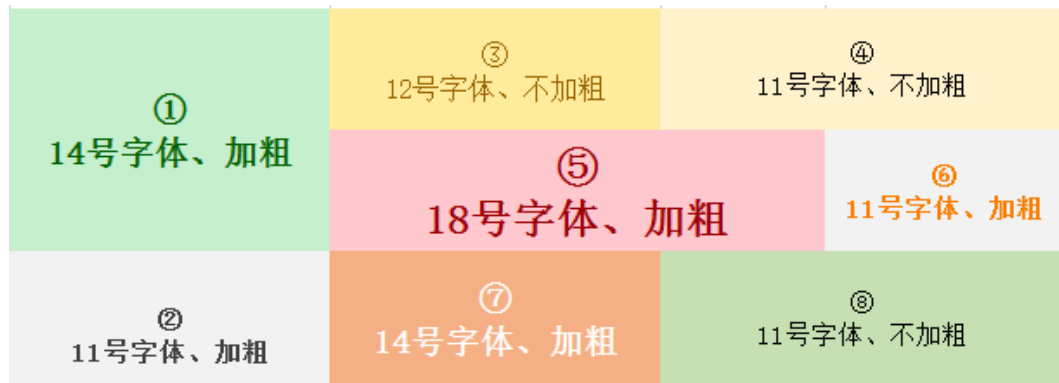 ①
14号字体、加粗
②
11号字体、加粗
③
12号字体、不加粗
④
11号字体、不加粗
⑤
18号字体、加粗
⑥
11号字体、加粗
⑦
14号字体、加粗
⑧
11号字体、不加粗